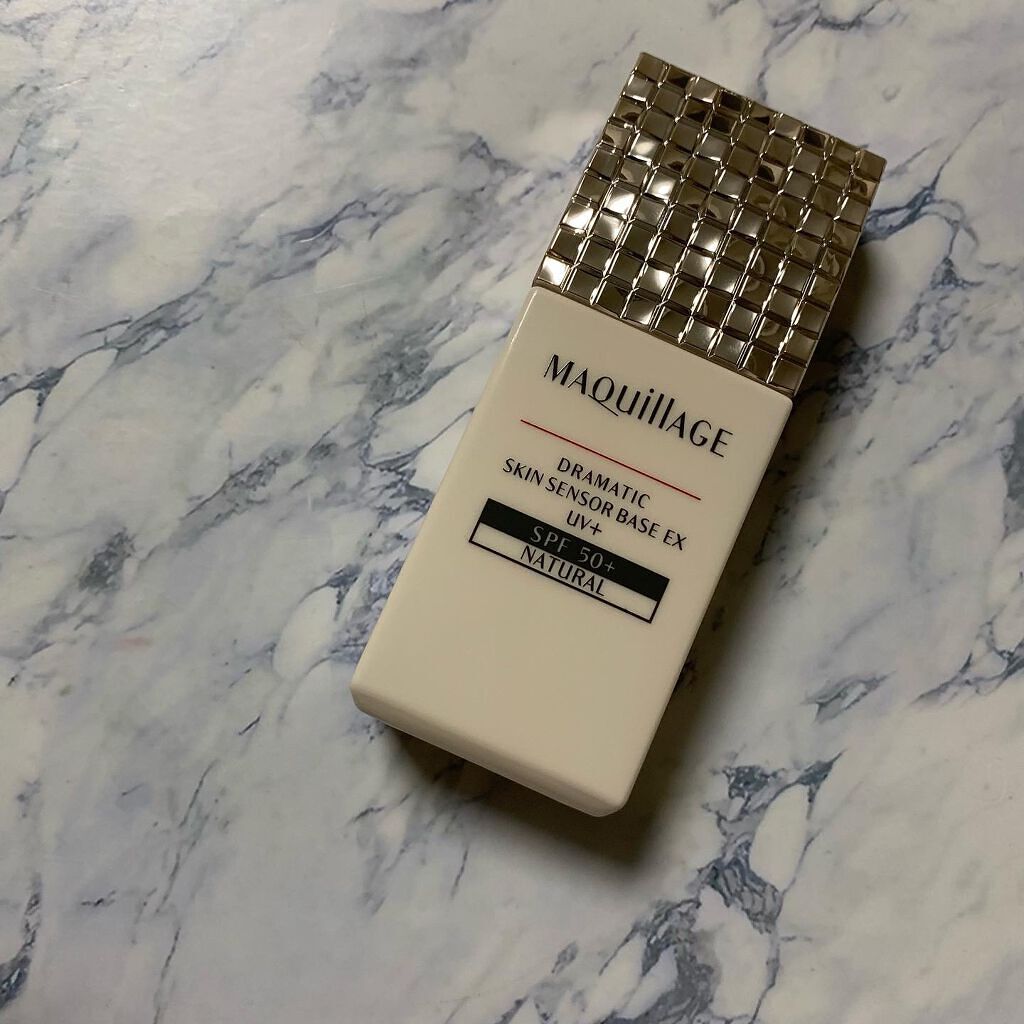 MAQuillAGE
DRAMATIC
SKIN SENSOR BASE EX
UV+
SPF 50+
NATURAL